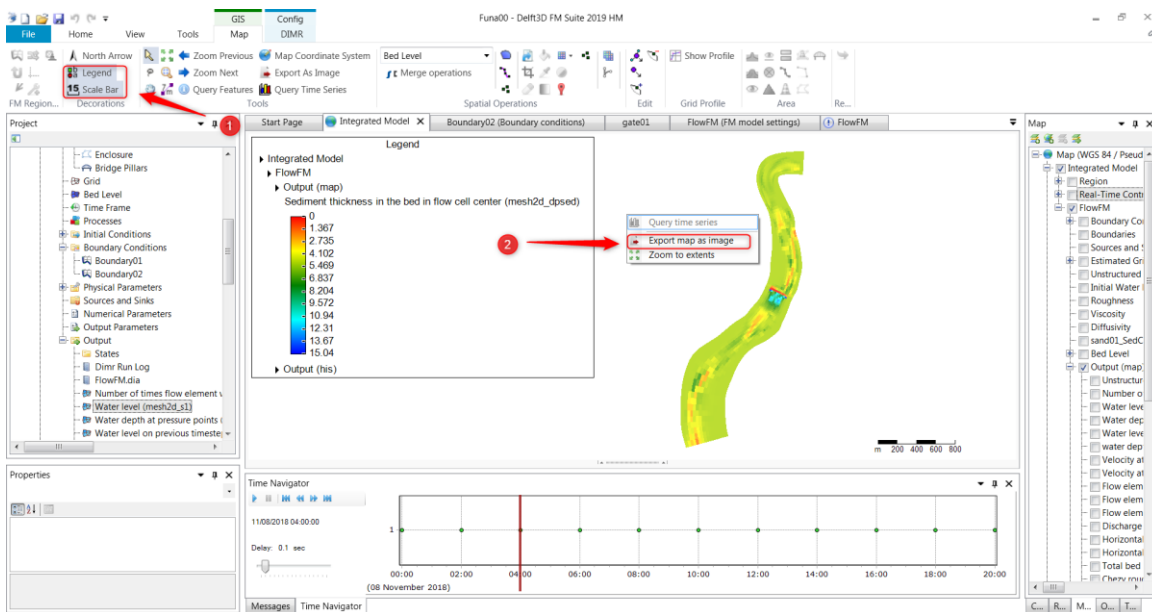 Funa00 - Delft3D FM Suite 2019 HM
GIS
Config
File
Home
View
Tools
Map
DIMR
North Arrow
Legend
15 Scale Bar
FM Region...
Decorations
Zoom Previous
Zoom Next
Query Features
Map Coordinate System
Export As Image
Query Time Series
Tools
Bed Level
Merge operations
Spatial Operations
Edit
Show Profile
Grid Profile
Area
Re...
1
Project
Enclosure
Bridge Pillars
Grid
Bed Level
Time Frame
Processes
Initial Conditions
Boundary Conditions
Boundary01
Boundary02
Physical Parameters
Sources and Sinks
Numerical Parameters
Output Parameters
Output
States
Dimr Run Log
FlowFM.dia
Number of times flow element w
Water level (mesh2d_s1)
Water depth at pressure points (
Water level on previous timestep
Properties
Start Page
Integrated Model
Boundary02 (Boundary conditions)
gate01
FlowFM (FM model settings)
FlowFM
Legend
Integrated Model
FlowFM
Output (map)
Sediment thickness in the bed in flow cell center (mesh2d_dpsed)
0
1.367
2.735
4.102
5.469
6.837
8.204
9.572
10.94
12.31
13.67
15.04
Output (his)
2
Query time series
Export map as image
Zoom to extents
m 200 400 600 800
Time Navigator
11/08/2018 04:00:00
Delay: 0.1 sec
1
00:00 02:00 04:00 06:00 08:00 10:00 12:00 14:00 16:00 18:00 20:00
(08 November 2018)
Messages
Time Navigator
Map
Map (WGS 84 / Pseud
Integrated Model
Region
Real-Time Contr
FlowFM
Boundary Co
Boundaries
Sources and S
Estimated Gr
Unstructured
Initial Water
Roughness
Viscosity
Diffusivity
sand01_SedC
Bed Level
Output (map)
Unstructur
Number o
Water leve
Water dep
Water leve
water dep
Velocity at
Velocity at
Flow elem
Flow elem
Flow elem
Discharge
Horizontal
Horizontal
Total bed
Chezy roug
C...
R...
M...
O...
T...